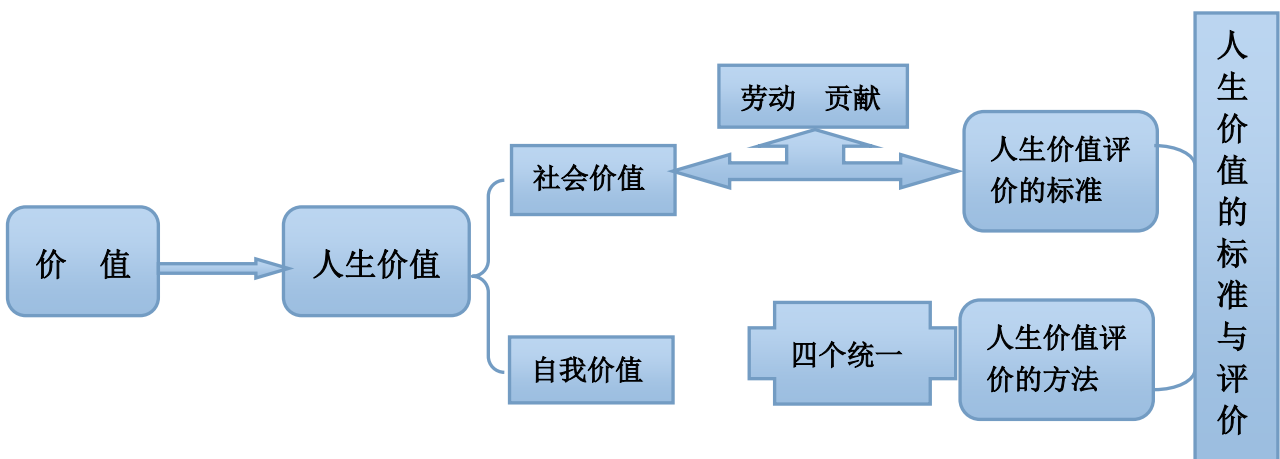 价 值
人生价值
社会价值
自我价值
劳动 贡献
四个统一
人生价值评
价的标准
人生价值评
价的方法
人生价值的标准与评价